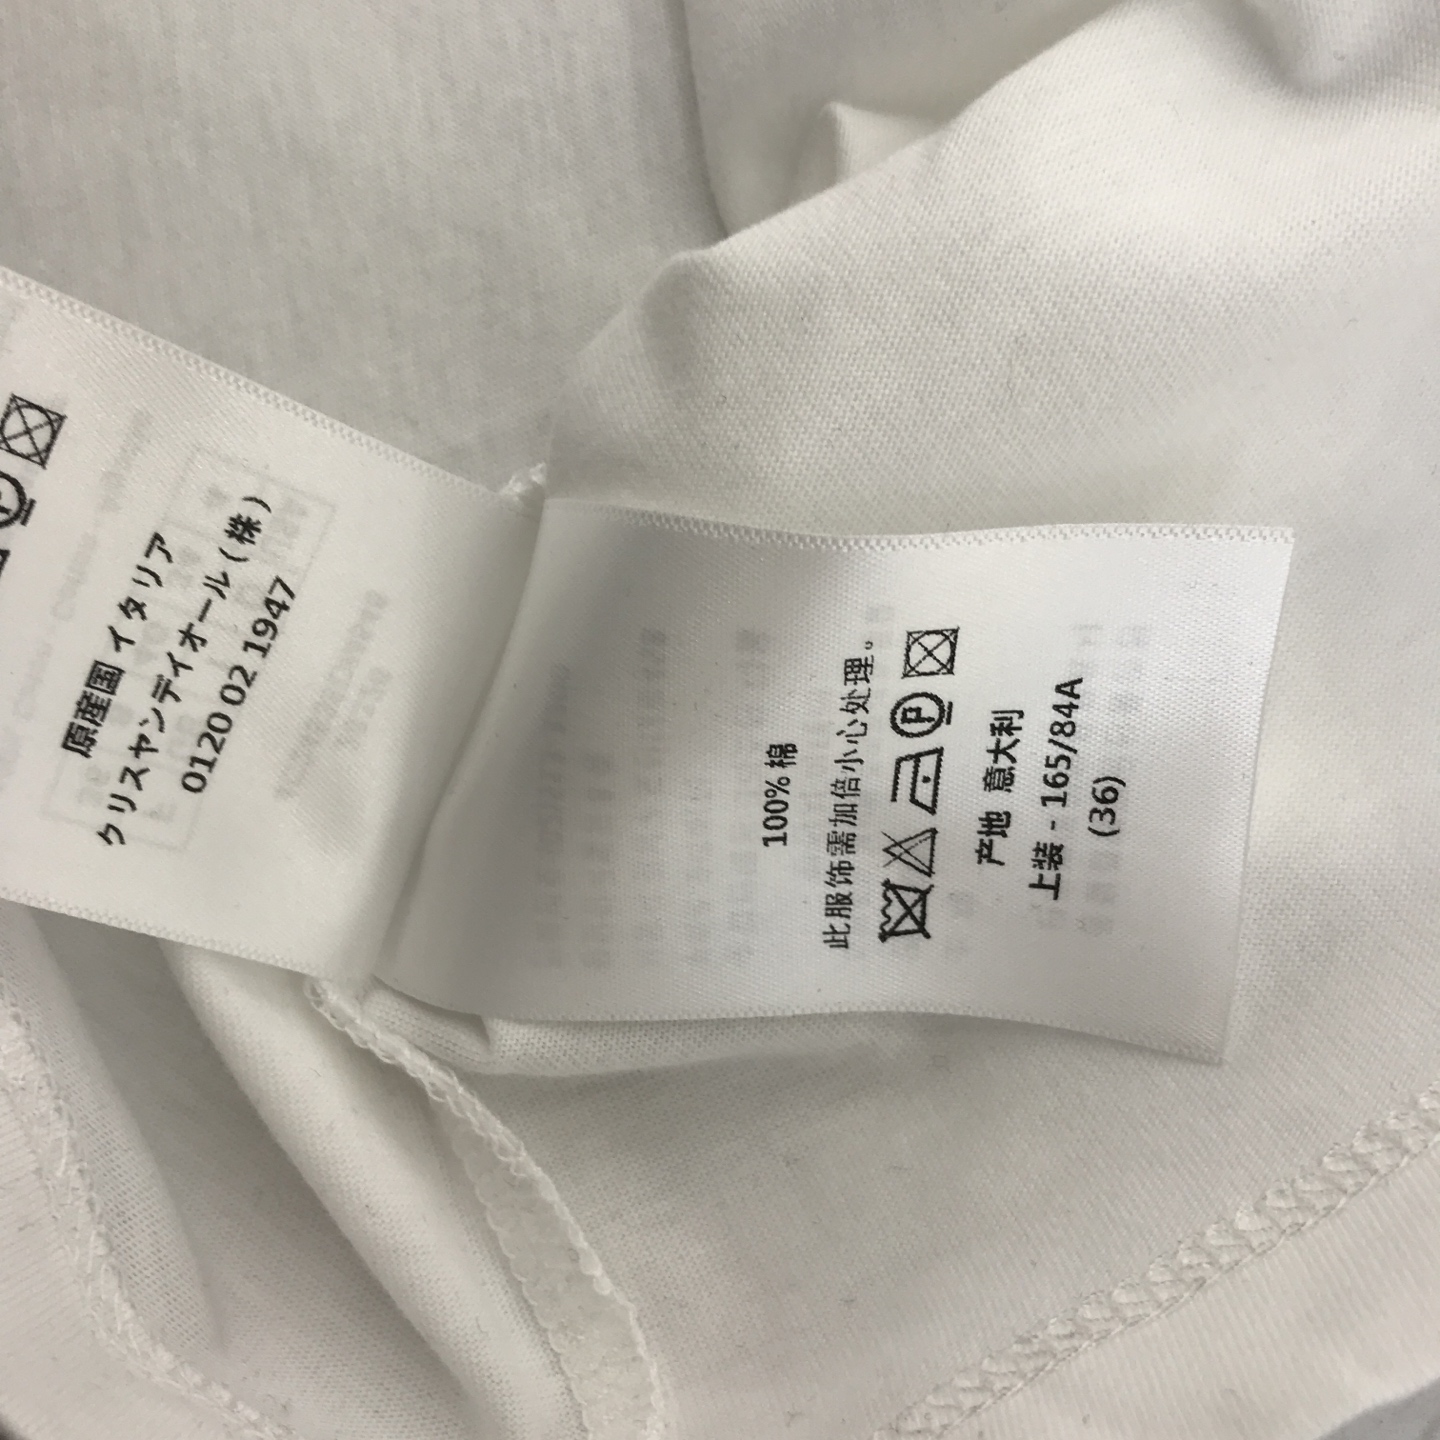 原産国 イタリア
クリスヤンディオール(株)
0120 02 1947
100% 棉
此服饰需加倍小心处理。
P
产地 意大利
上装 - 165/84A
(36)